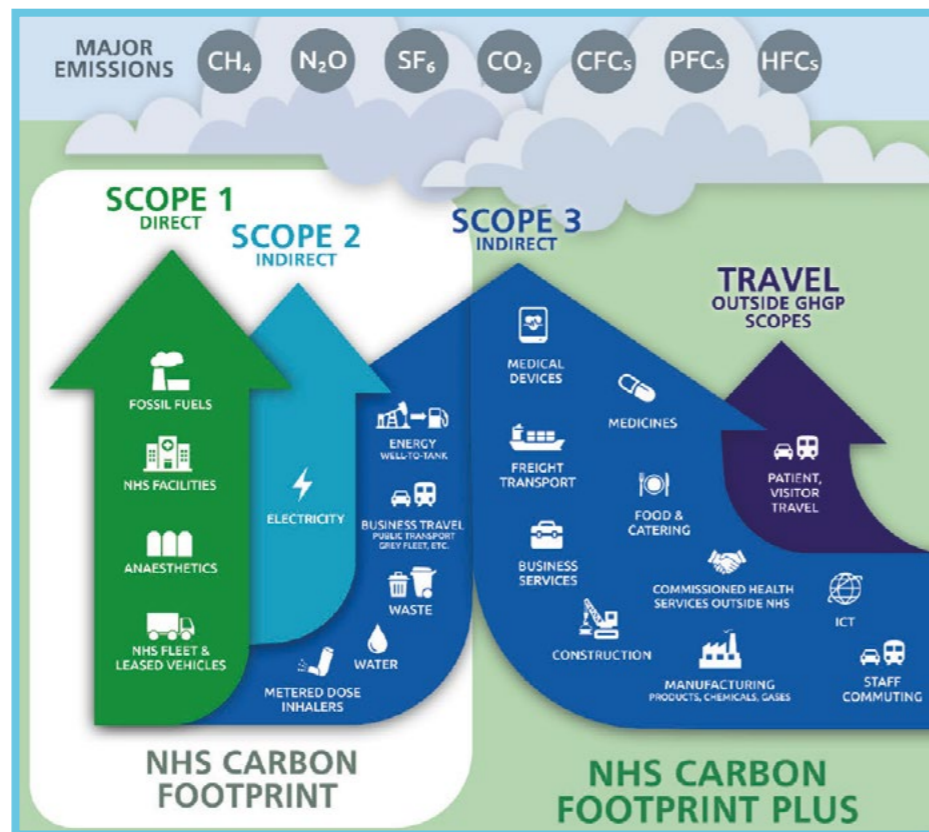 MAJOR
EMISSIONS
CH₄
N₂O
SF₆
CO₂
CFCs
PFCs
HFCs
SCOPE 1
DIRECT
SCOPE 2
INDIRECT
SCOPE 3
INDIRECT
TRAVEL
OUTSIDE GHGP
SCOPES
FOSSIL FUELS
NHS FACILITIES
ANAESTHETICS
NHS FLEET &
LEASED VEHICLES
ELECTRICITY
ENERGY
WELL-TO-TANK
BUSINESS TRAVEL
PUBLIC TRANSPORT
GREY FLEET, ETC.
WASTE
WATER
METERED DOSE
INHALERS
MEDICAL
DEVICES
MEDICINES
FREIGHT
TRANSPORT
FOOD &
CATERING
BUSINESS
SERVICES
COMMISSIONED HEALTH
SERVICES OUTSIDE NHS
ICT
CONSTRUCTION
MANUFACTURING
PRODUCTS, CHEMICALS, GASES
STAFF
COMMUTING
PATIENT,
VISITOR
TRAVEL
NHS CARBON
FOOTPRINT
NHS CARBON
FOOTPRINT PLUS